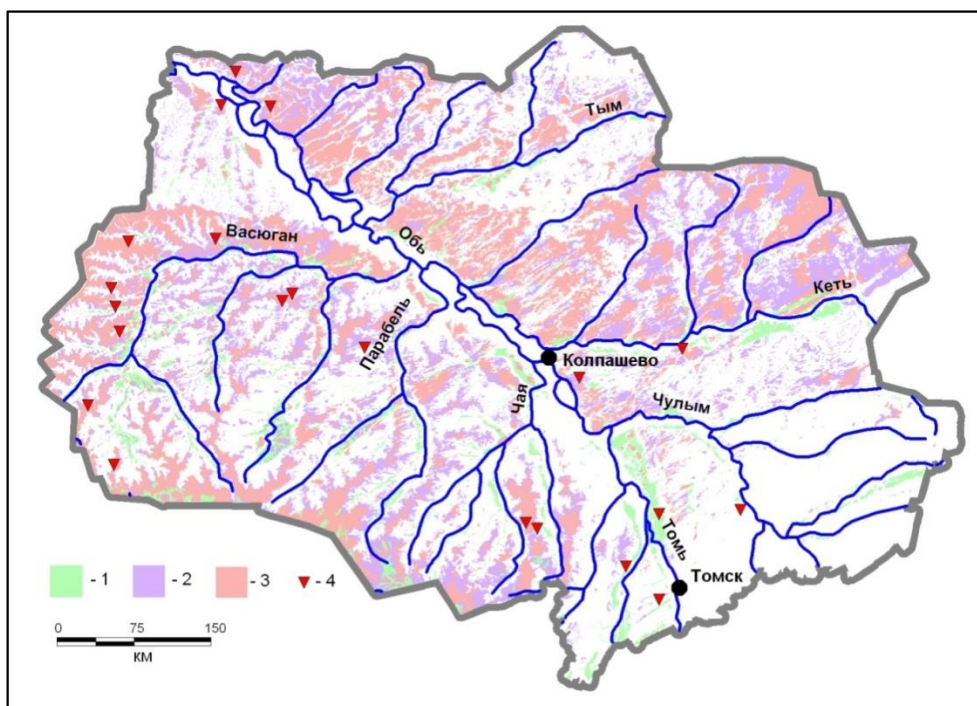 Тым
Васюган
Обь
Кеть
Парабель
Колпашево
Чая
Чулым
Томь
Томск
- 1 - 2 - 3 - 4
0 75 150
КМ